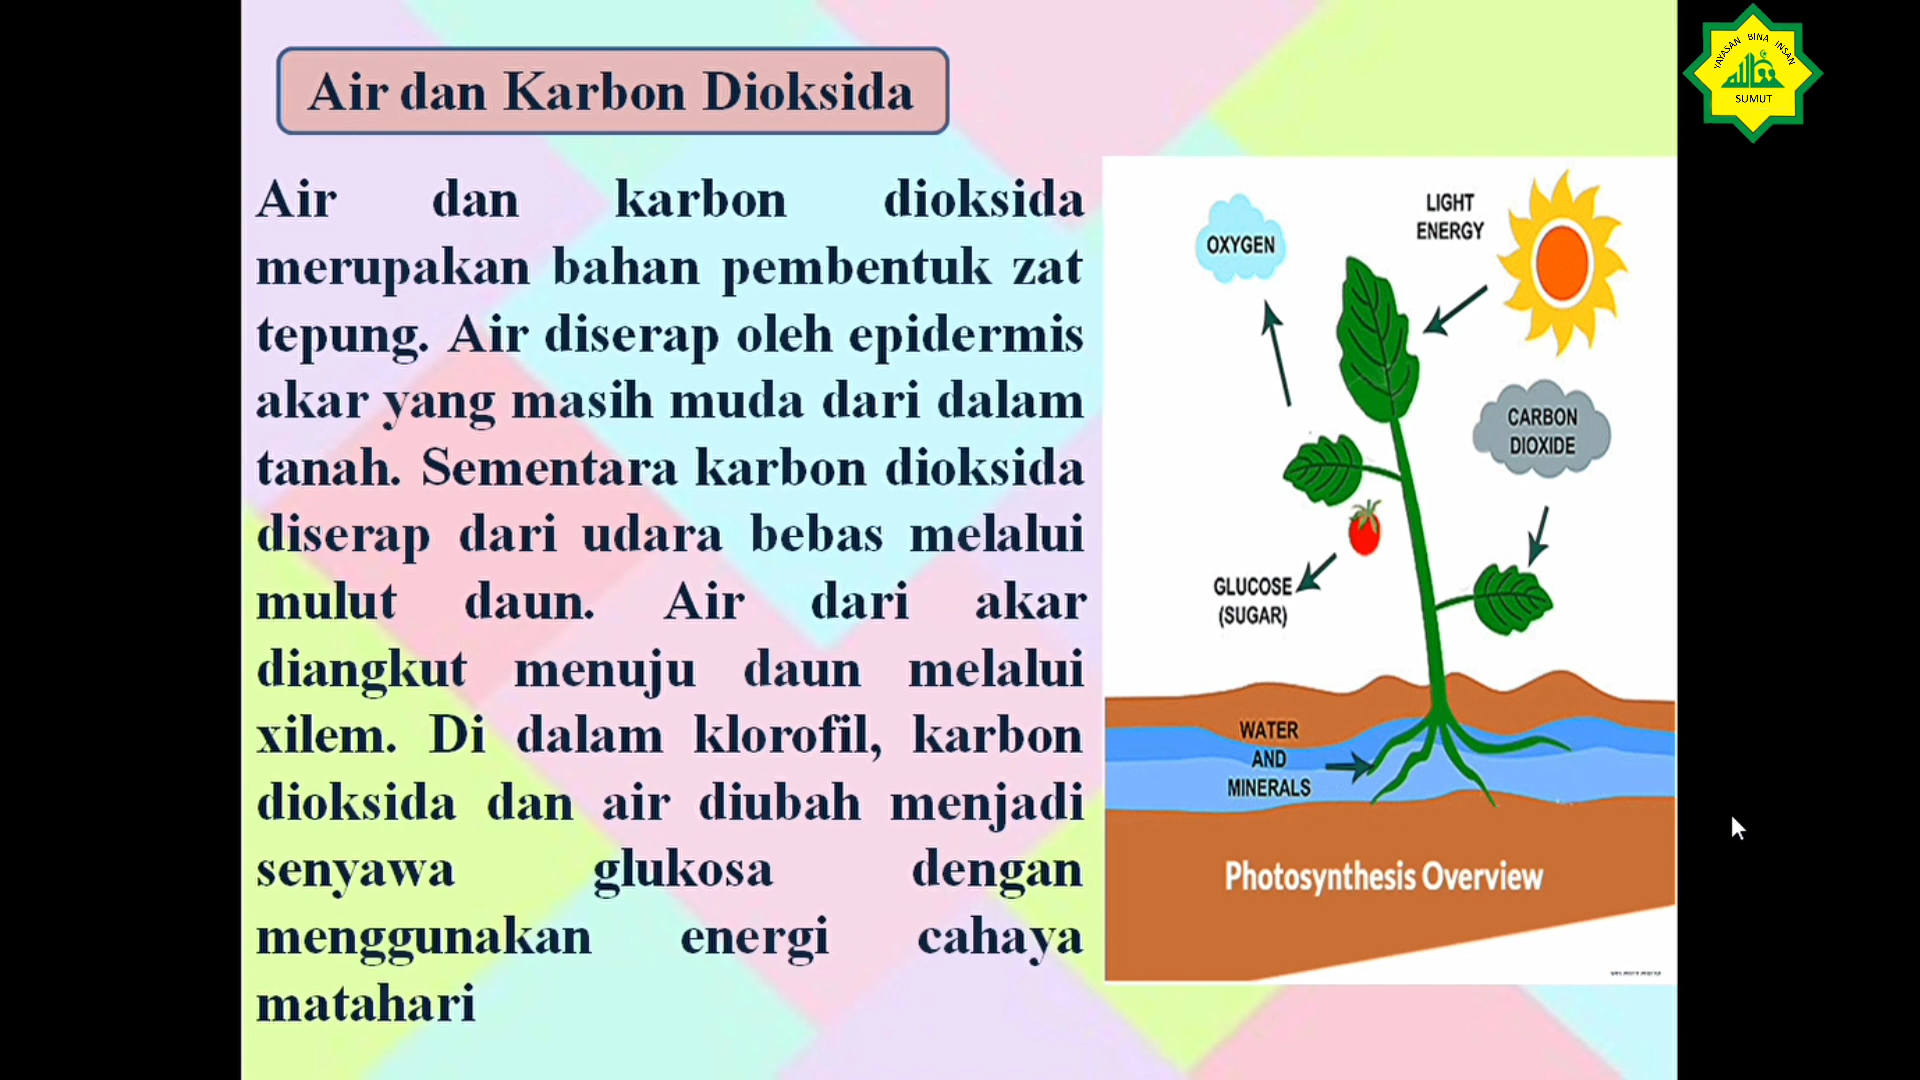 Air dan Karbon Dioksida
Air dan karbon dioksida
merupakan bahan pembentuk zat
tepung. Air diserap oleh epidermis
akar yang masih muda dari dalam
tanah. Sementara karbon dioksida
diserap dari udara bebas melalui
mulut daun. Air dari akar
diangkut menuju daun melalui
xilem. Di dalam klorofil, karbon
dioksida dan air diubah menjadi
senyawa glukosa dengan
menggunakan energi cahaya
matahari
LIGHT
ENERGY
OXYGEN
CARBON
DIOXIDE
GLUCOSE
(SUGAR)
WATER
AND
MINERALS
Photosynthesis Overview
YAYASAN BINA INSAN
SUMUT